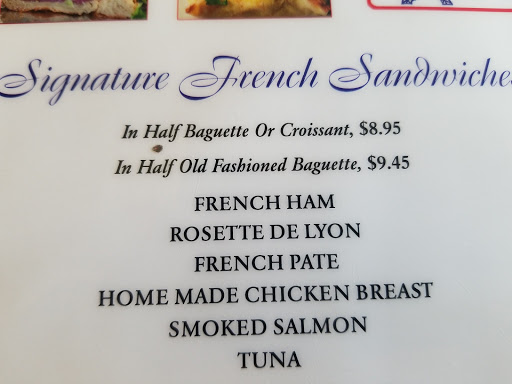 Signature French Sandwiches
In Half Baguette Or Croissant, $8.95
In Half Old Fashioned Baguette, $9.45
FRENCH HAM
ROSETTE DE LYON
FRENCH PATE
HOME MADE CHICKEN BREAST
SMOKED SALMON
TUNA